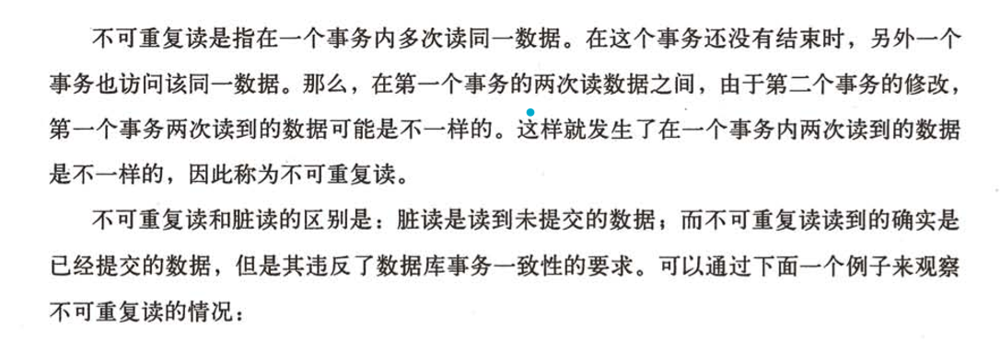 不可重复读是指在一个事务内多次读同一数据。在这个事务还没有结束时，另外一个
事务也访问该同一数据。那么，在第一个事务的两次读数据之间，由于第二个事务的修改，
第一个事务两次读到的数据可能是不一样的。这样就发生了在一个事务内两次读到的数据
是不一样的，因此称为不可重复读。
不可重复读和脏读的区别是：脏读是读到未提交的数据；而不可重复读读到的确实是
已经提交的数据，但是其违反了数据库事务一致性的要求。可以通过下面一个例子来观察
不可重复读的情况：